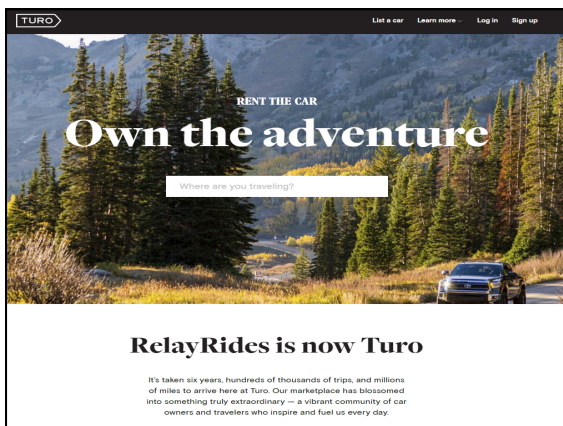 TURO
List a car Learn more Log in Sign up
RENT THE CAR
Own the adventure
Where are you traveling?
RelayRides is now Turo
It's taken six years, hundreds of thousands of trips, and millions
of miles to arrive here at Turo. Our marketplace has blossomed
into something truly extraordinary — a vibrant community of car
owners and travelers who inspire and fuel us every day.